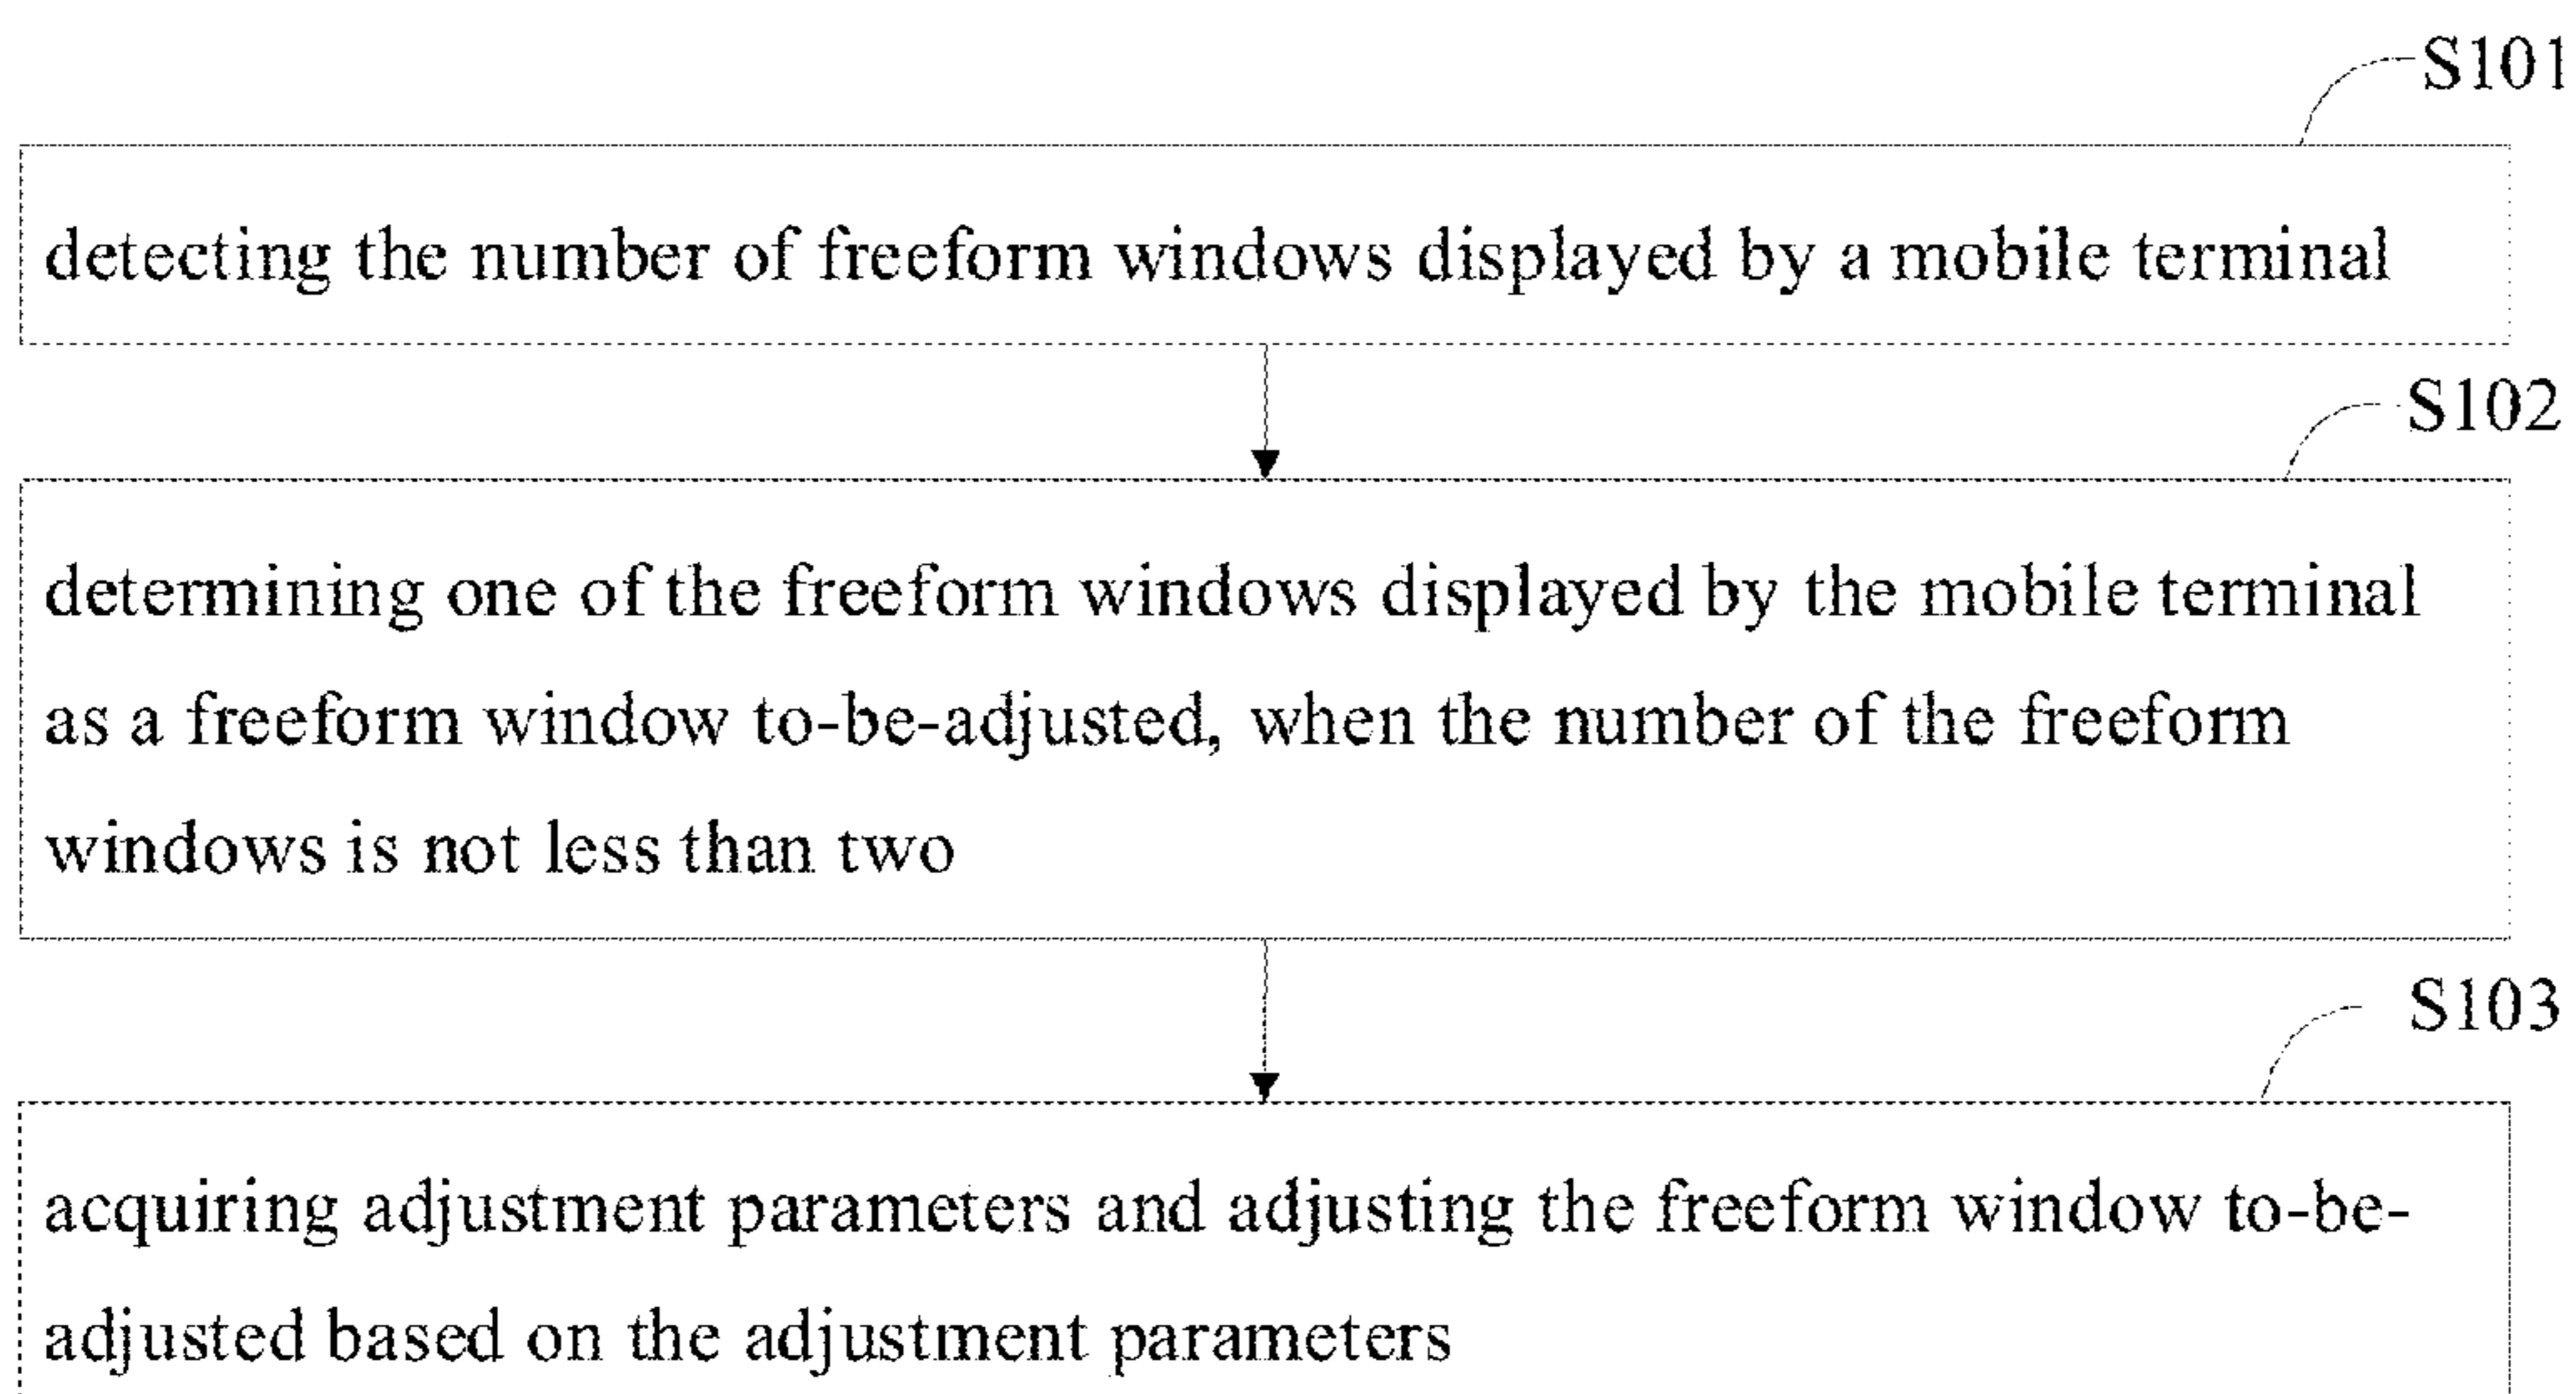 S101
detecting the number of freeform windows displayed by a mobile terminal
S102
determining one of the freeform windows displayed by the mobile terminal
as a freeform window to-be-adjusted, when the number of the freeform
windows is not less than two
S103
acquiring adjustment parameters and adjusting the freeform window to-be-
adjusted based on the adjustment parameters